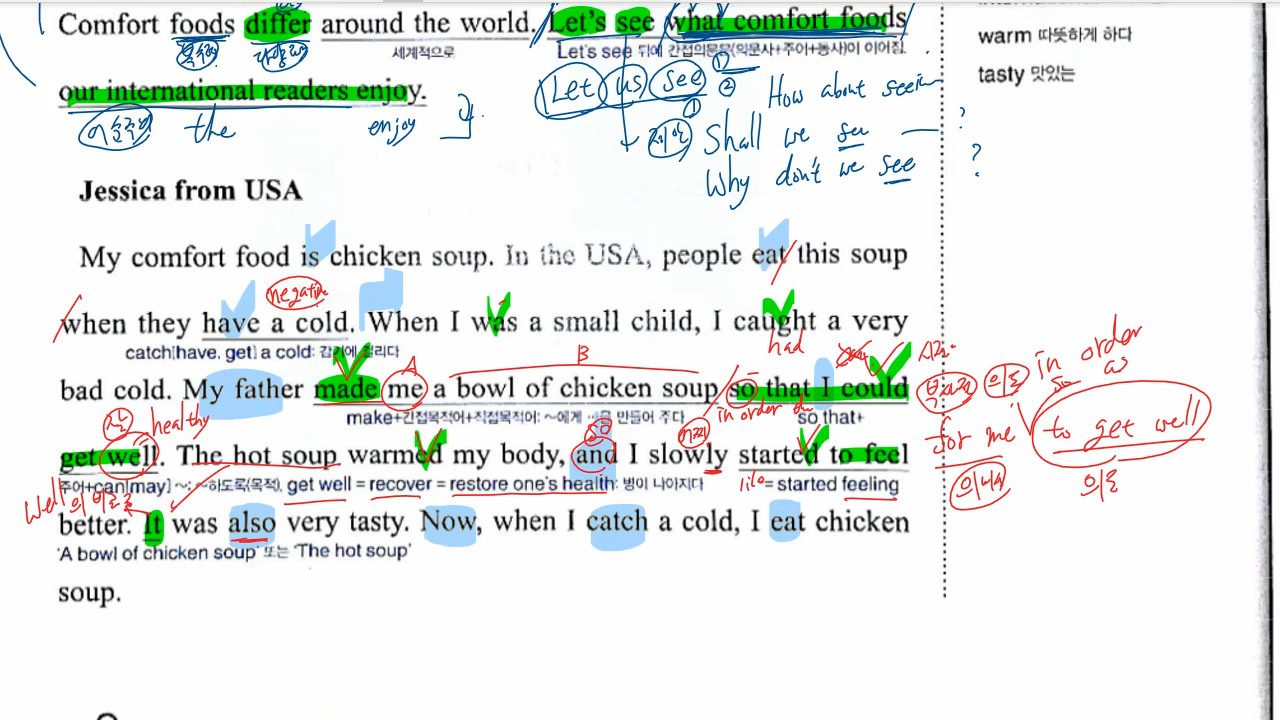 Comfort foods differ around the world. Let's see what comfort foods
세계적으로 Let's see 뒤에 간접의문문(의문사+주어+동사)이 이어짐.
warm 따뜻하게 하다
tasty 맛있는
our international readers enjoy.
Let us see ① ② How about seein
the enjoy
Shall we see ?
Why don't we see ?
Jessica from USA
My comfort food is chicken soup. In the USA, people eat this soup
negative
when they have a cold. When I was a small child, I caught a very
catch[have, get] a cold: 감기에 걸리다 had
A B
bad cold. My father made me a bowl of chicken soup so that I could
in order as
make+간접목적어+직접목적어: ~에게 …을 만들어 주다 so that+
healthy in order
for me to get well
get well. The hot soup warmed my body, and I slowly started to feel
주어+can[may] ~: ~하도록(목적), get well = recover = restore one's health: 병이 나아지다 = started feeling
Well
better. It was also very tasty. Now, when I catch a cold, I eat chicken
'A bowl of chicken soup' 또는 'The hot soup'
soup.